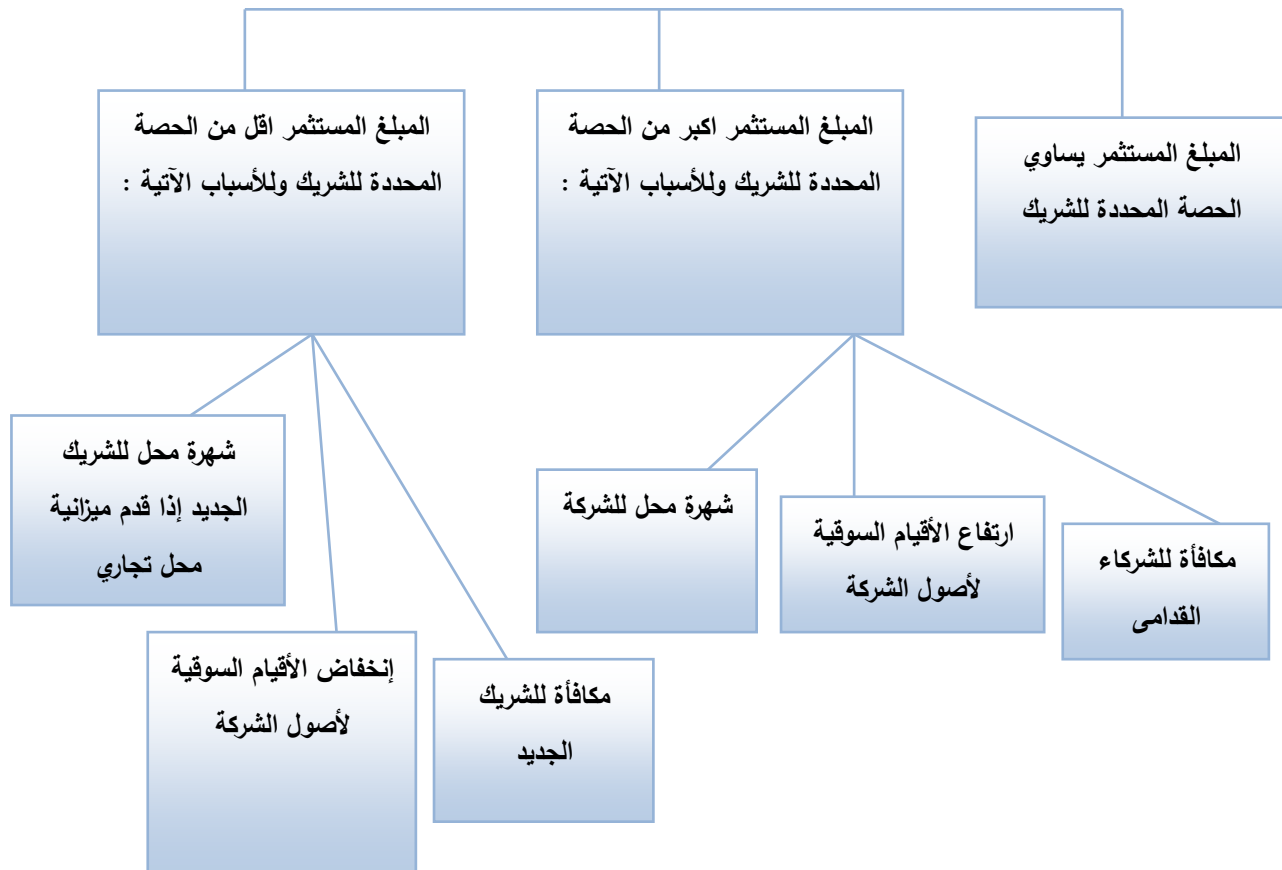 المبلغ المستثمر يساوي
الحصة المحددة للشريك
المبلغ المستثمر اكبر من الحصة
المحددة للشريك وللأسباب الآتية :
المبلغ المستثمر اقل من الحصة
المحددة للشريك وللأسباب الآتية :
مكافأة للشركاء
القدامى
ارتفاع الأقيام السوقية
لأصول الشركة
شهرة محل للشركة
مكافأة للشريك
الجديد
إنخفاض الأقيام السوقية
لأصول الشركة
شهرة محل للشريك
الجديد إذا قدم ميزانية
محل تجاري